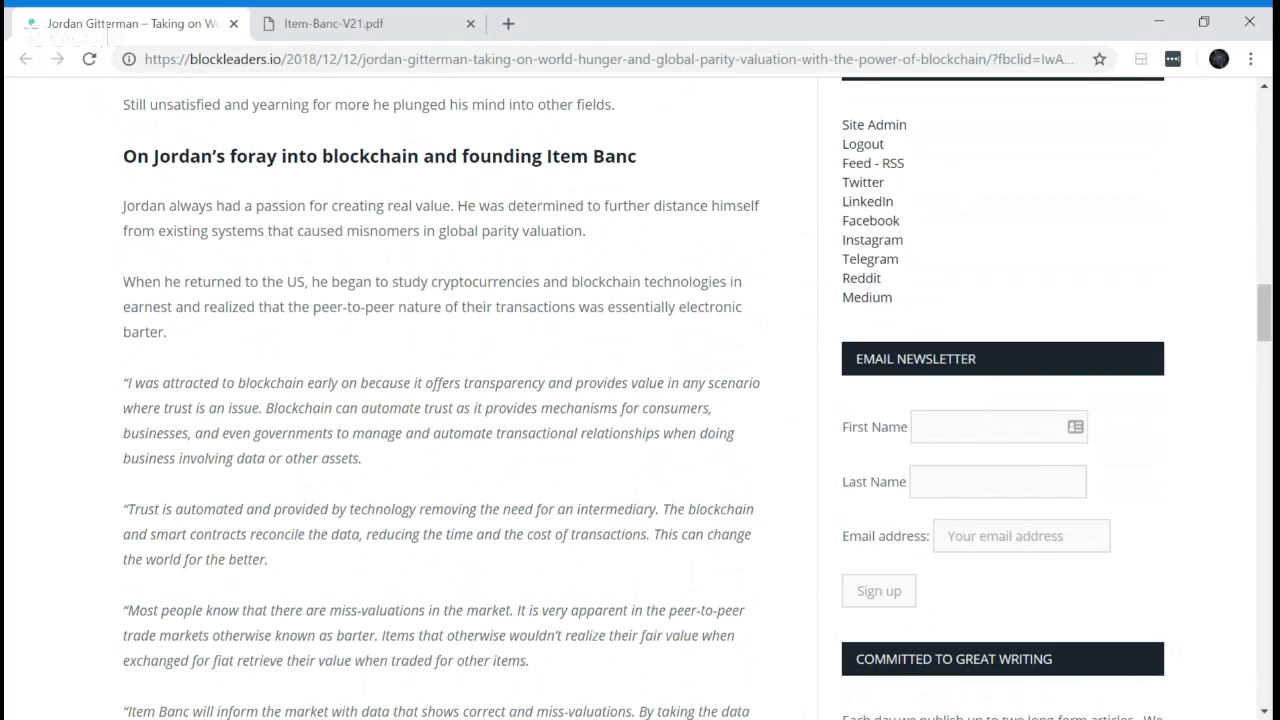 Jordan Gitterman – Taking on Wo
Item-Banc-V21.pdf
https://blockleaders.io/2018/12/12/jordan-gitterman-taking-on-world-hunger-and-global-parity-valuation-with-the-power-of-blockchain/?fbclid=IwA...
Still unsatisfied and yearning for more he plunged his mind into other fields.
On Jordan’s foray into blockchain and founding Item Banc
Jordan always had a passion for creating real value. He was determined to further distance himself
from existing systems that caused misnomers in global parity valuation.
When he returned to the US, he began to study cryptocurrencies and blockchain technologies in
earnest and realized that the peer-to-peer nature of their transactions was essentially electronic
barter.
“I was attracted to blockchain early on because it offers transparency and provides value in any scenario
where trust is an issue. Blockchain can automate trust as it provides mechanisms for consumers,
businesses, and even governments to manage and automate transactional relationships when doing
business involving data or other assets.
“Trust is automated and provided by technology removing the need for an intermediary. The blockchain
and smart contracts reconcile the data, reducing the time and the cost of transactions. This can change
the world for the better.
“Most people know that there are miss-valuations in the market. It is very apparent in the peer-to-peer
trade markets otherwise known as barter. Items that otherwise wouldn’t realize their fair value when
exchanged for fiat retrieve their value when traded for other items.
“Item Banc will inform the market with data that shows correct and miss-valuations. By taking the data
Site Admin
Logout
Feed - RSS
Twitter
LinkedIn
Facebook
Instagram
Telegram
Reddit
Medium
EMAIL NEWSLETTER
First Name
Last Name
Email address: Your email address
Sign up
COMMITTED TO GREAT WRITING
Each day we publish up to two long form articles. We